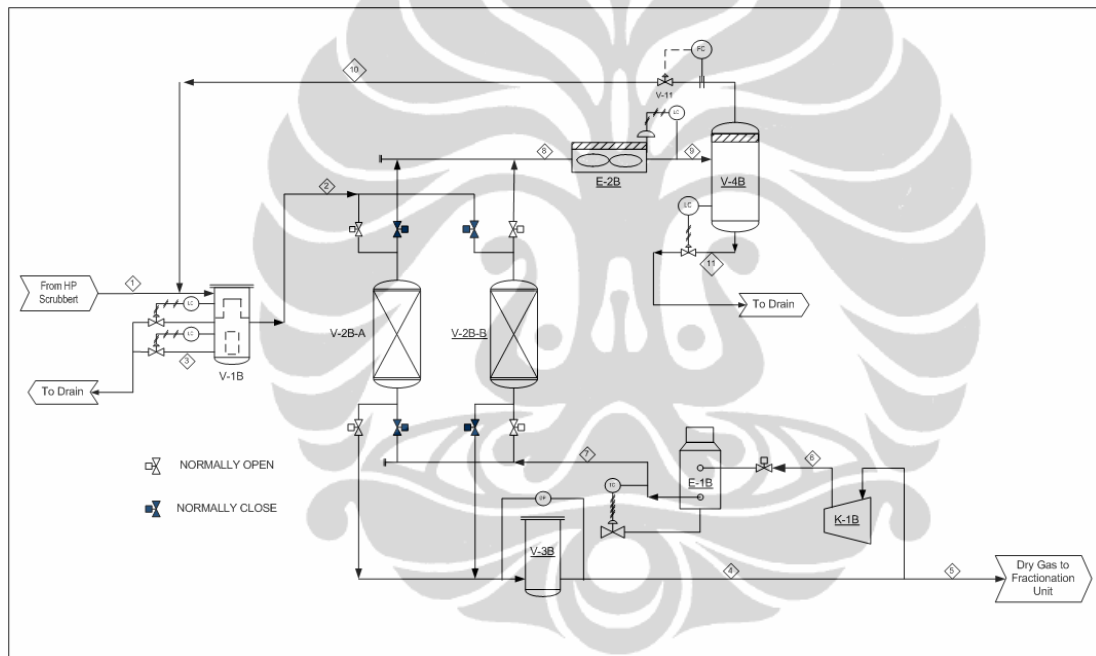 10
FC
V-11
LC
8
9
E-2B
V-4B
2
LC
11
From HP
Scrubbert
1
To Drain
LC
V-2B-A
V-2B-B
LC
3
V-1B
To Drain
7
6
NORMALLY OPEN
E-1B
TC
NORMALLY CLOSE
DP
K-1B
V-3B
4
5
Dry Gas to
Fractionation
Unit